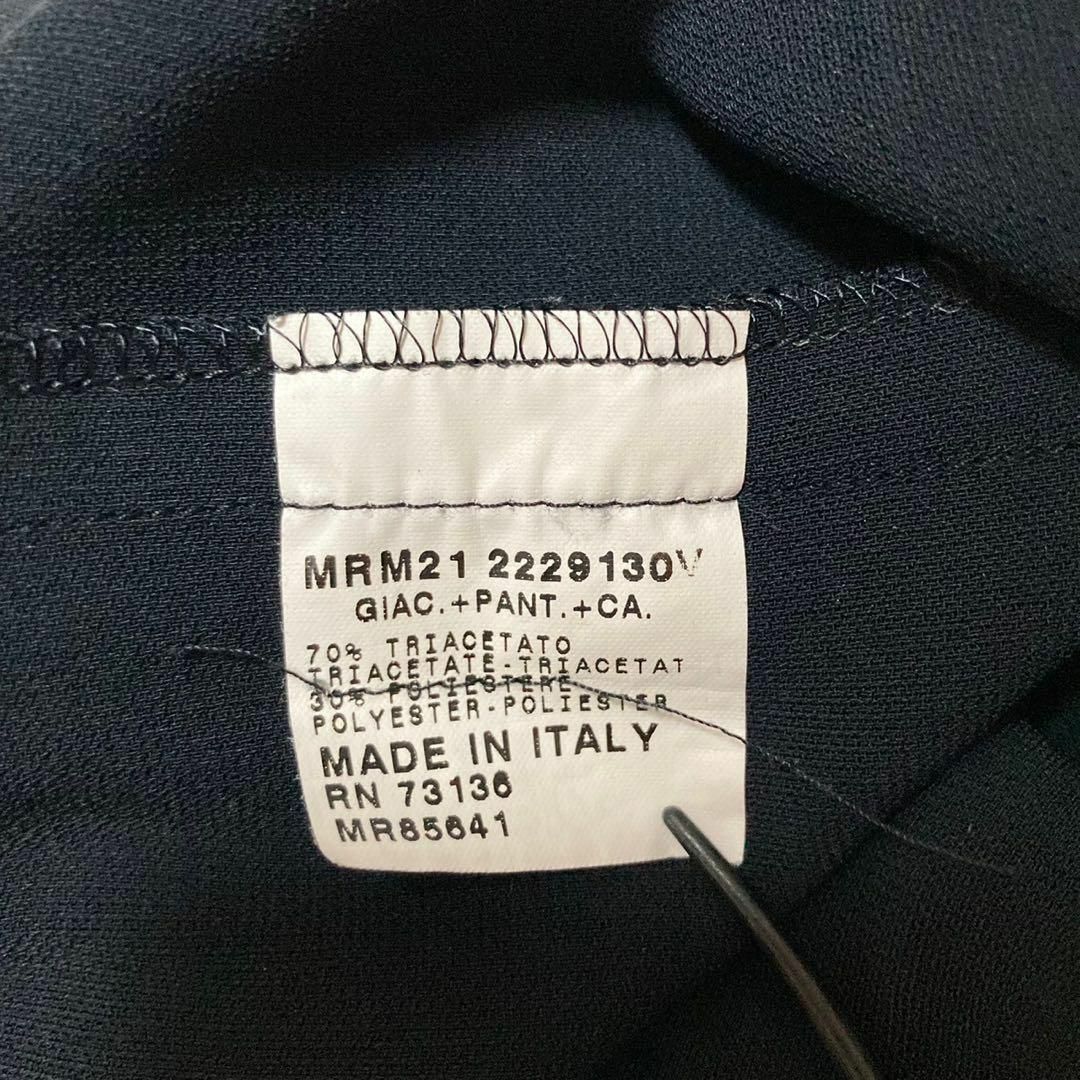 MRM21 2229130V
GIAC.+PANT.+CA.
70% TRIACETATO
TRIACETATE-TRIACETAT
30% POLIESTERE
POLYESTER-POLIESTER
MADE IN ITALY
RN 73136
MR85641